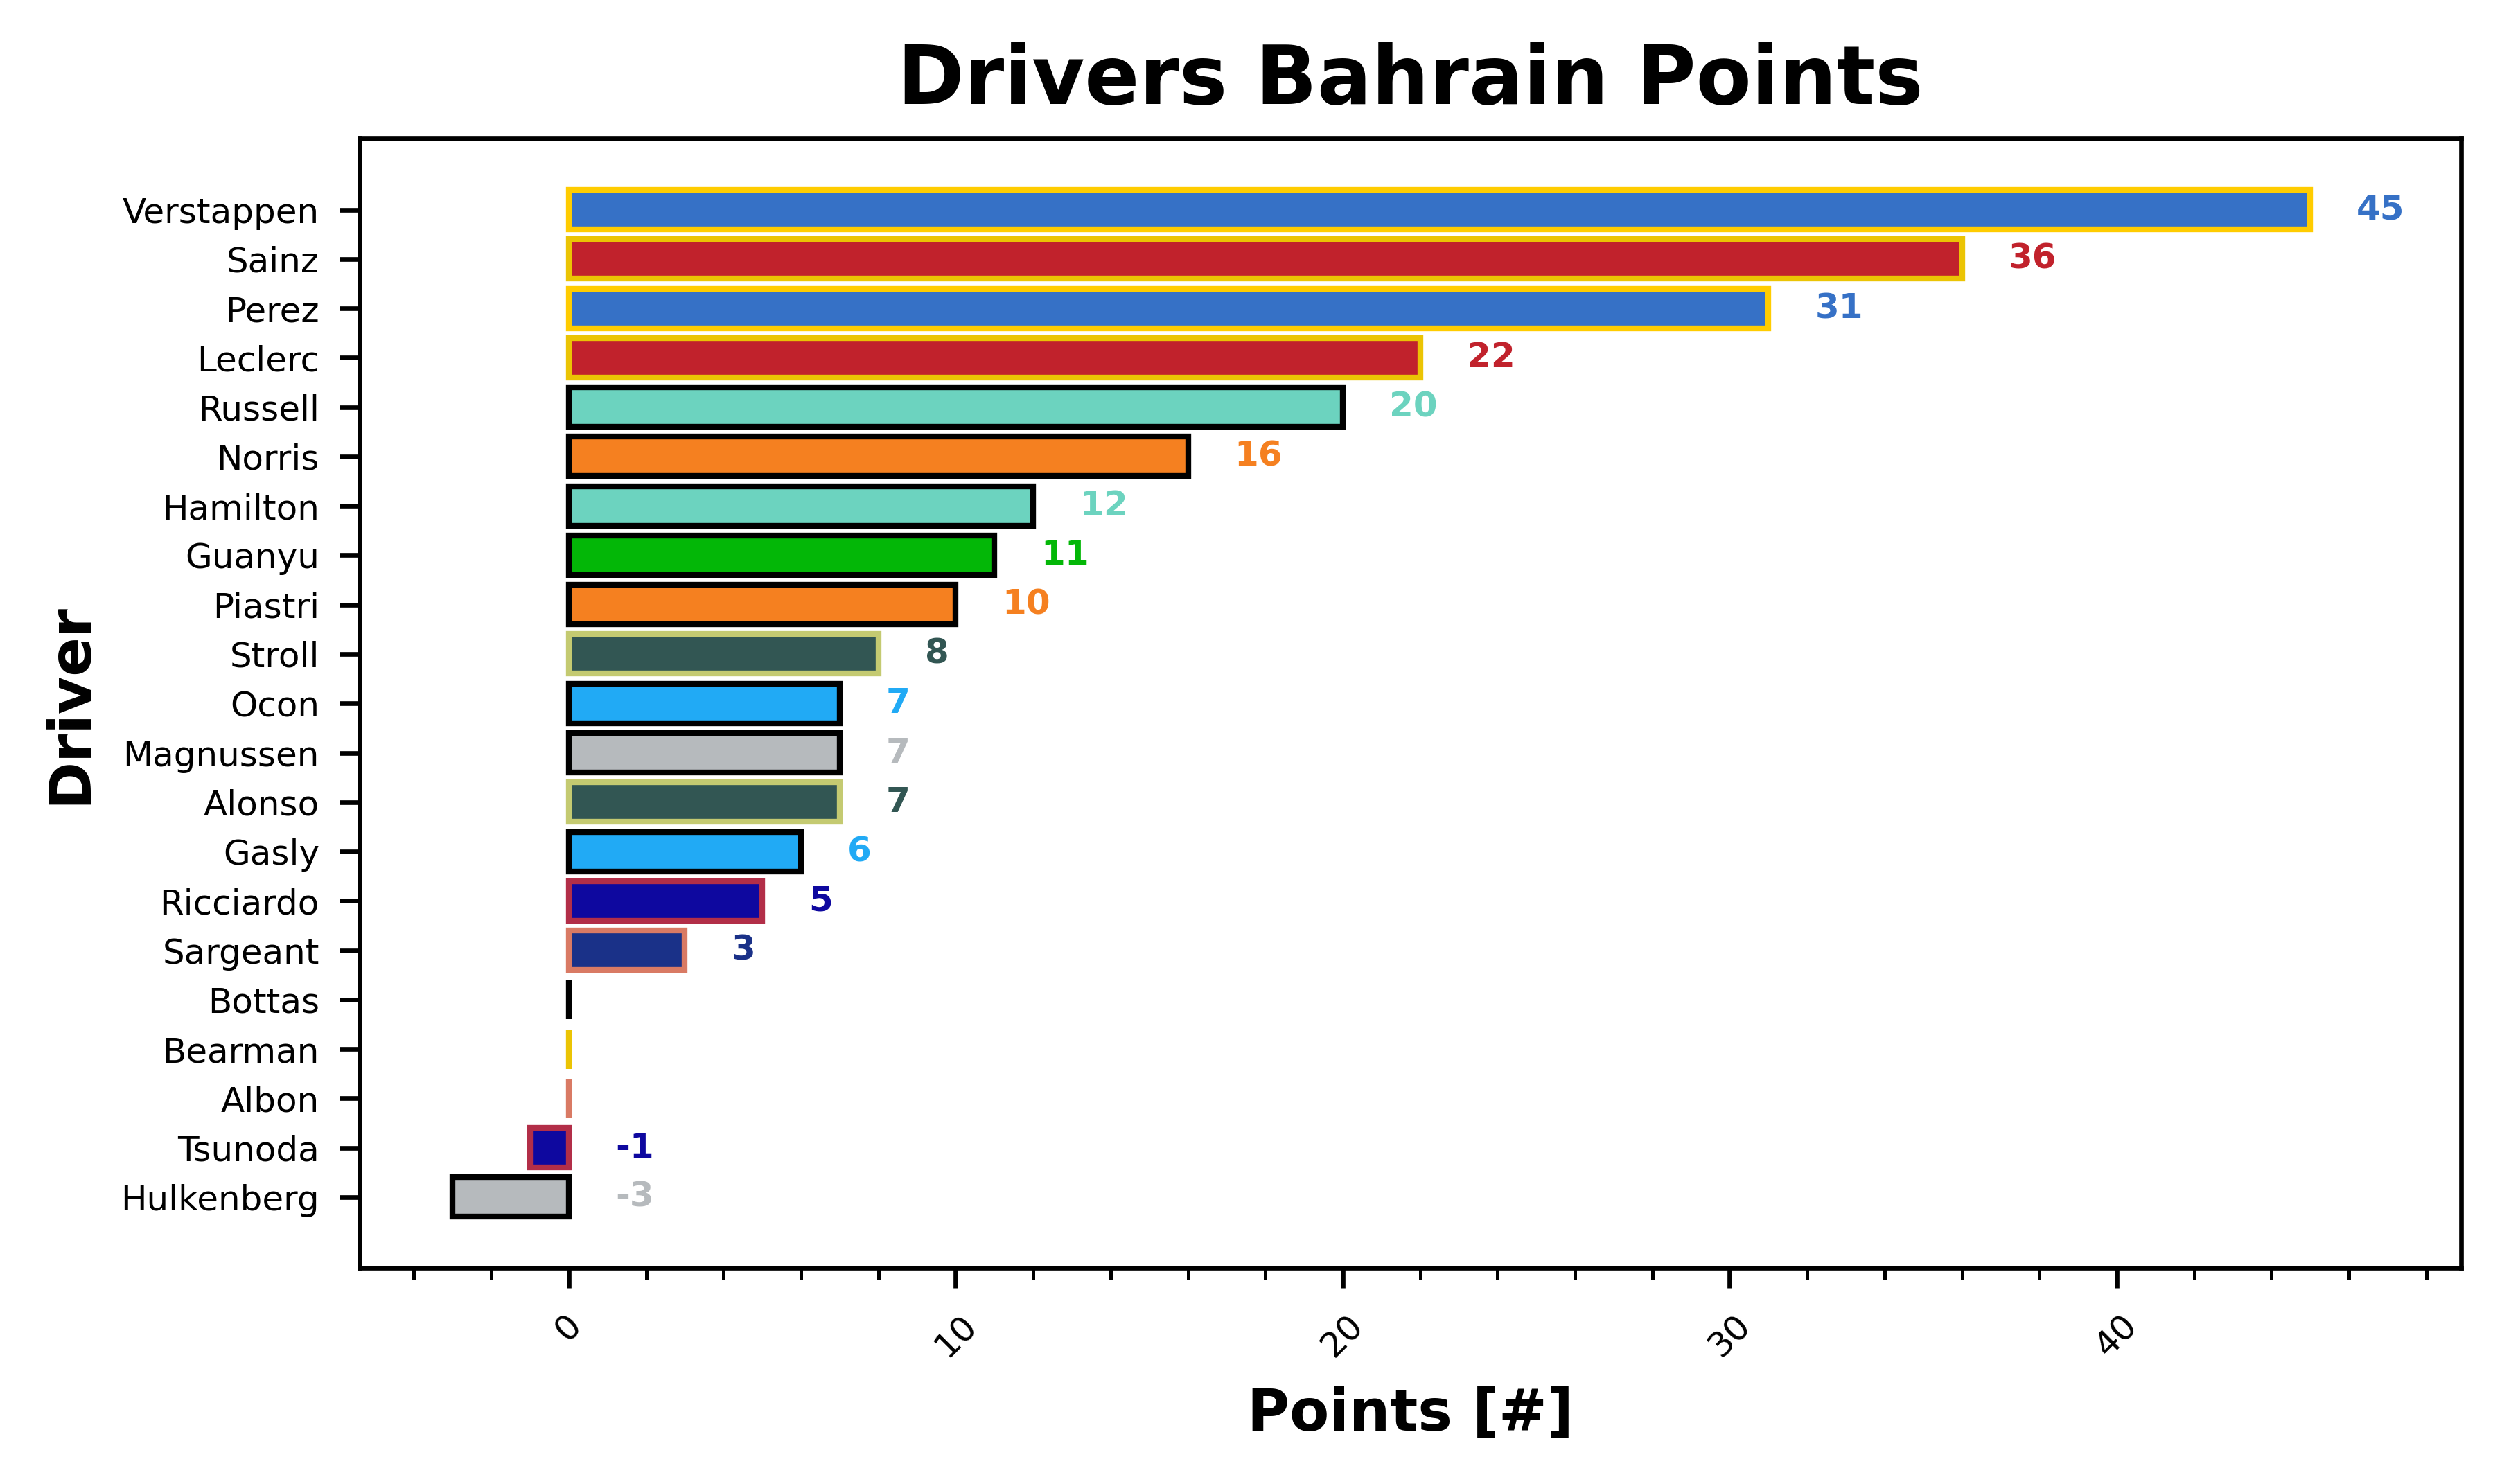 Drivers Bahrain Points
Driver
Verstappen 45
Sainz 36
Perez 31
Leclerc 22
Russell 20
Norris 16
Hamilton 12
Guanyu 11
Piastri 10
Stroll 8
Ocon 7
Magnussen 7
Alonso 7
Gasly 6
Ricciardo 5
Sargeant 3
Bottas
Bearman
Albon
Tsunoda -1
Hulkenberg -3
0 10 20 30 40
Points [#]